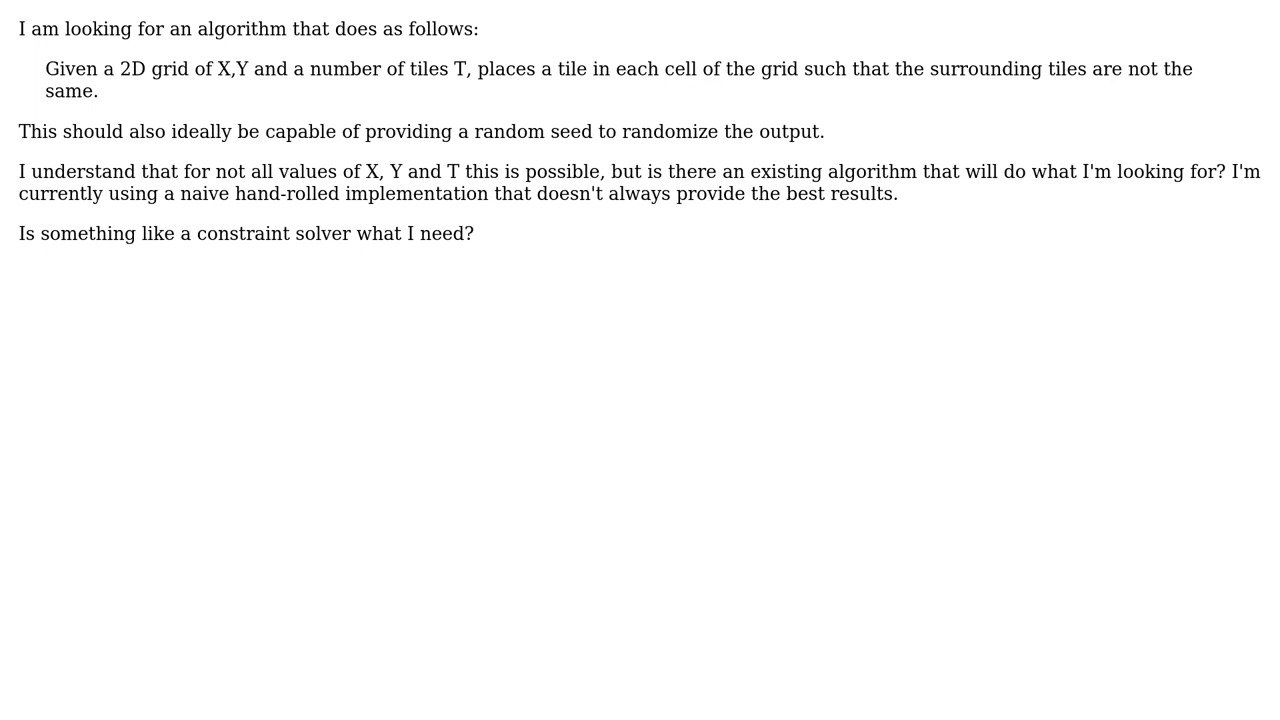 I am looking for an algorithm that does as follows:
Given a 2D grid of X,Y and a number of tiles T, places a tile in each cell of the grid such that the surrounding tiles are not the
same.
This should also ideally be capable of providing a random seed to randomize the output.
I understand that for not all values of X, Y and T this is possible, but is there an existing algorithm that will do what I'm looking for? I'm
currently using a naive hand-rolled implementation that doesn't always provide the best results.
Is something like a constraint solver what I need?